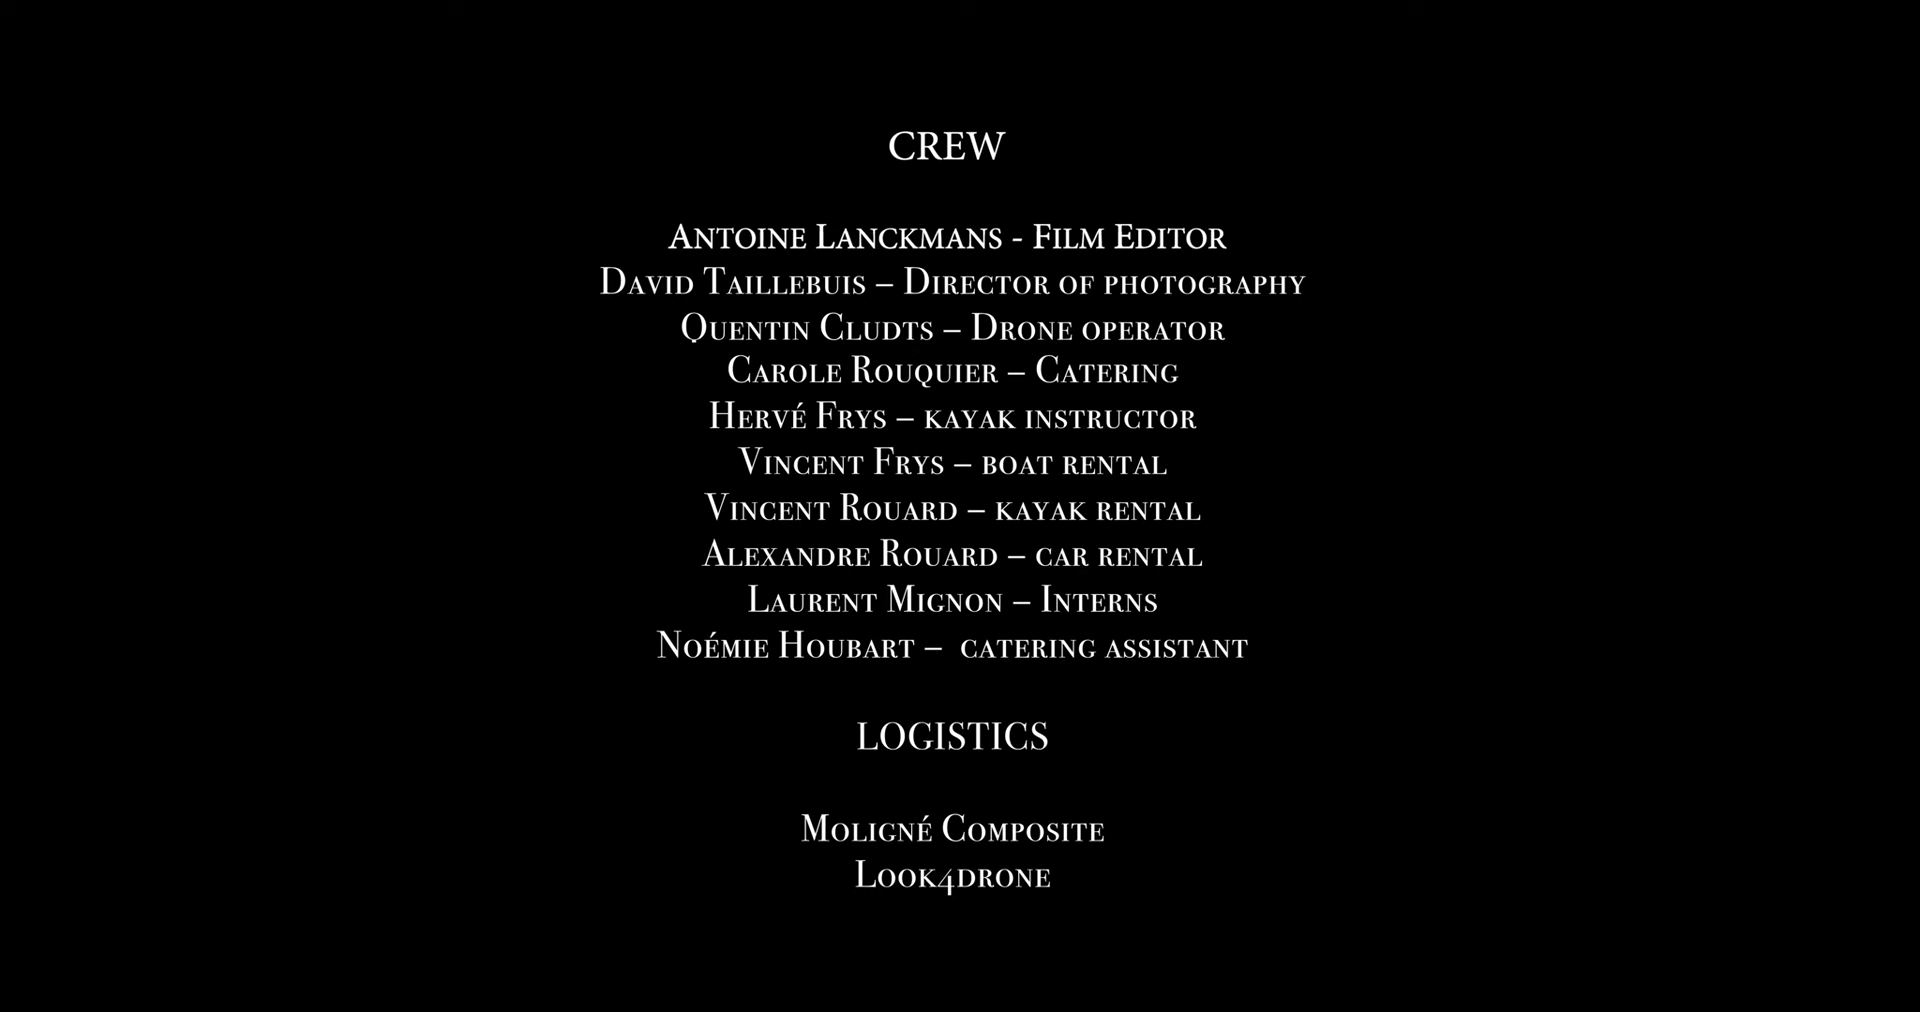 CREW
Antoine Lanckmans - Film Editor
David Taillebuis – Director of photography
Quentin Cludts – Drone operator
Carole Rouquier – Catering
Hervé Frys – kayak instructor
Vincent Frys – boat rental
Vincent Rouard – kayak rental
Alexandre Rouard – car rental
Laurent Mignon – Interns
Noémie Houbart –  catering assistant
LOGISTICS
Moligné Composite
Look4drone